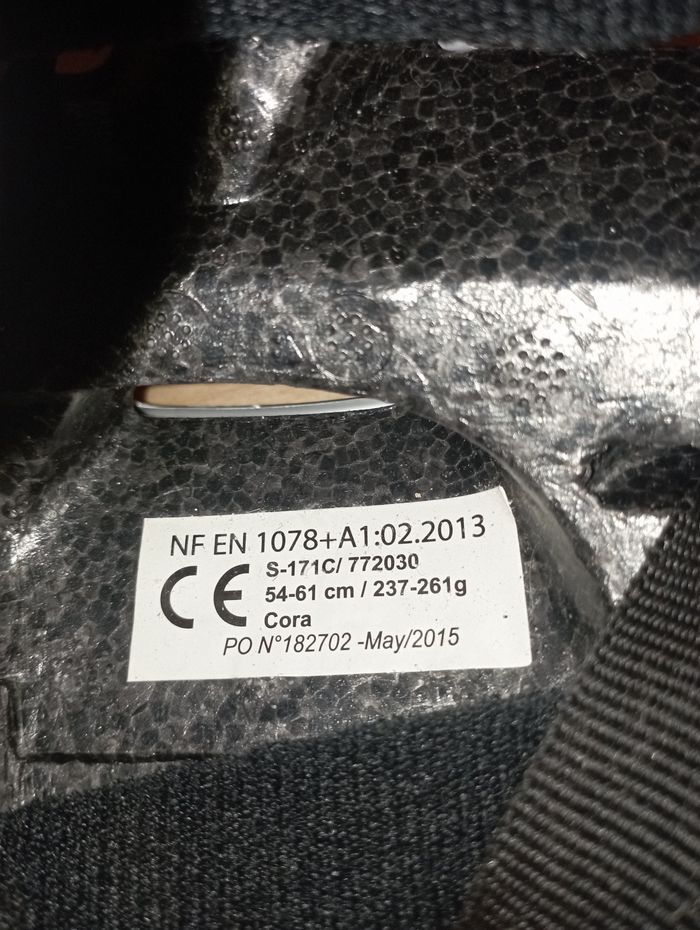 NF EN 1078+A1:02.2013
CE S-171C/ 772030
54-61 cm / 237-261g
Cora
PO N°182702 -May/2015